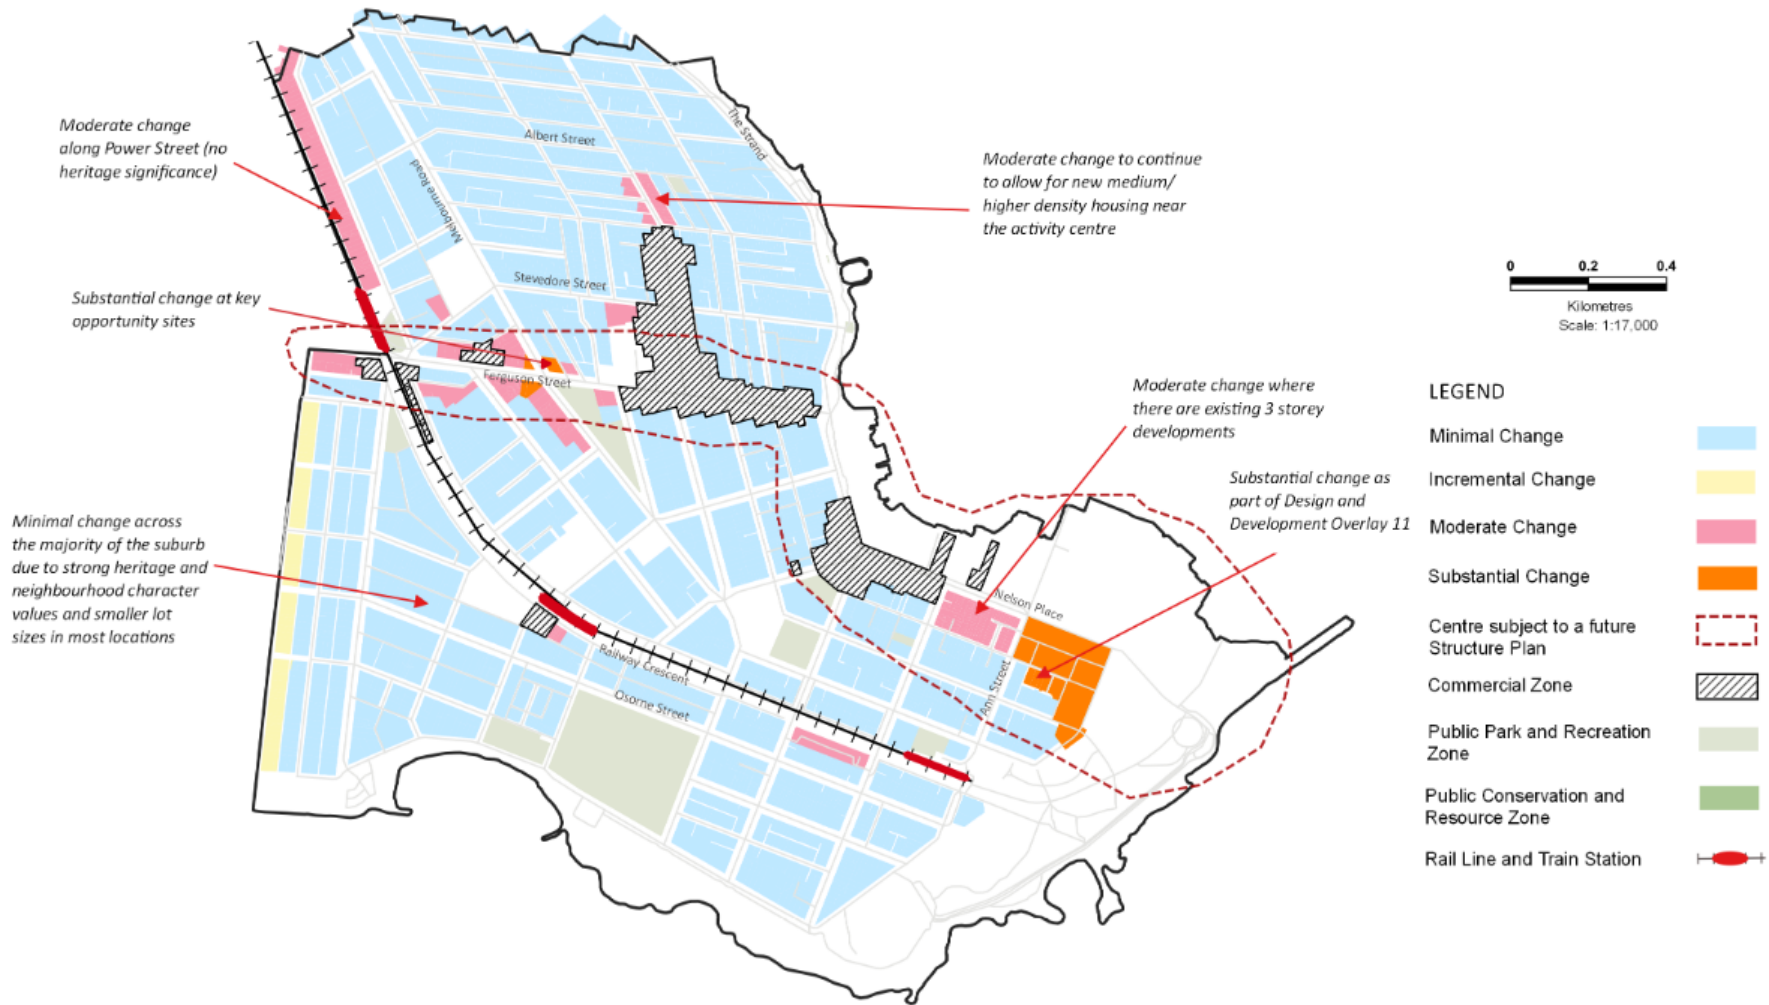 Moderate change
along Power Street (no
heritage significance)
Substantial change at key
opportunity sites
Minimal change across
the majority of the suburb
due to strong heritage and
neighbourhood character
values and smaller lot
sizes in most locations
Albert Street
The Strand
Melbourne Road
Stevedore Street
Ferguson Street
Nelson Place
Ann Street
Railway Crescent
Osorne Street
Moderate change to continue
to allow for new medium/
higher density housing near
the activity centre
Moderate change where
there are existing 3 storey
developments
Substantial change as
part of Design and
Development Overlay 11
0 0.2 0.4
Kilometres
Scale: 1:17,000
LEGEND
Minimal Change
Incremental Change
Moderate Change
Substantial Change
Centre subject to a future
Structure Plan
Commercial Zone
Public Park and Recreation
Zone
Public Conservation and
Resource Zone
Rail Line and Train Station